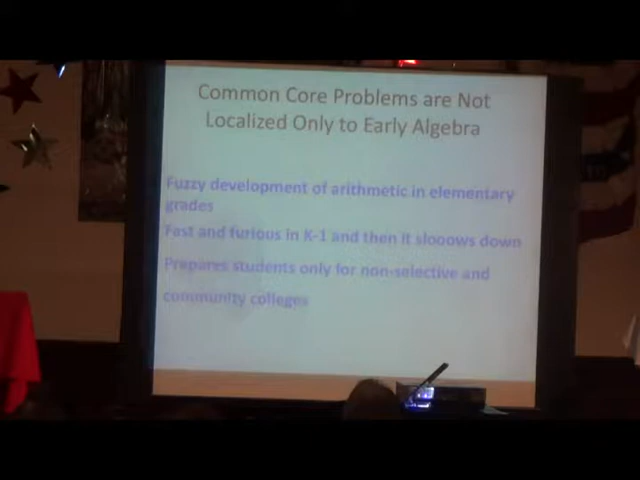 Common Core Problems are Not
Localized Only to Early Algebra
Fuzzy development of arithmetic in elementary
grades
Fast and furious in K-1 and then it slooows down
Prepares students only for non-selective and
community colleges